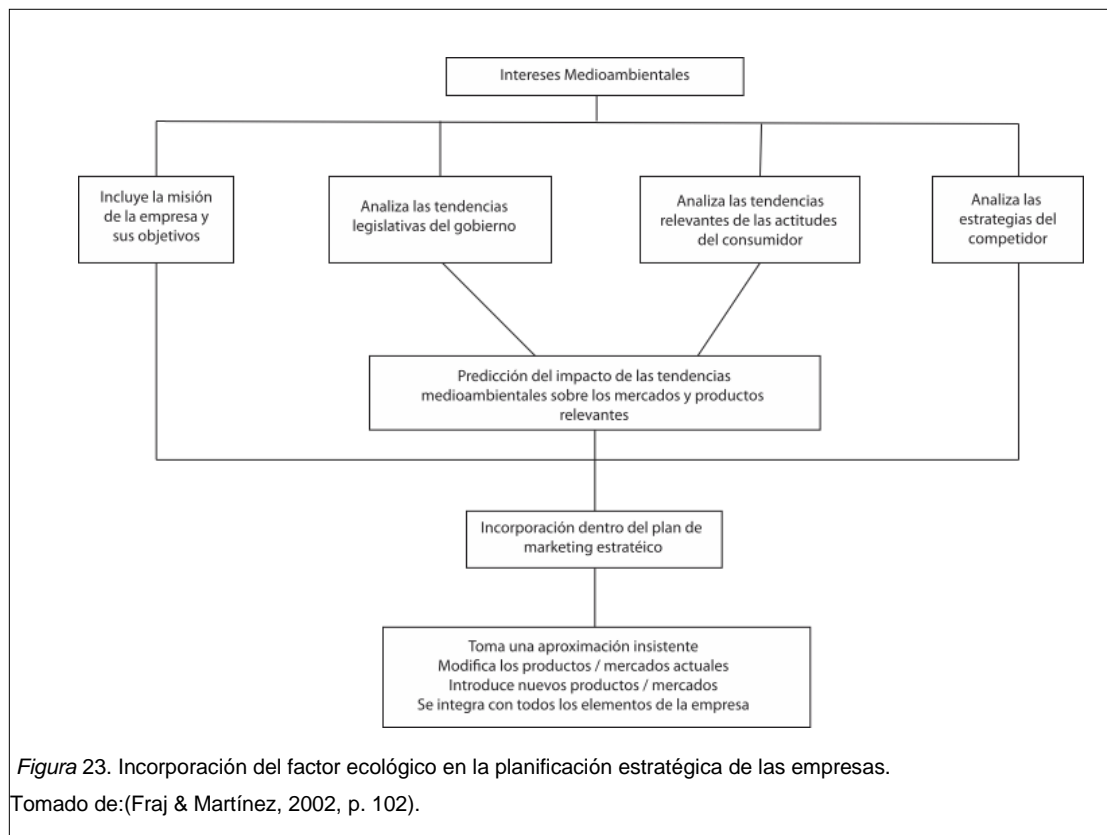 Intereses Medioambientales
Incluye la misión
de la empresa y
sus objetivos
Analiza las tendencias
legislativas del gobierno
Analiza las tendencias
relevantes de las actitudes
del consumidor
Analiza las
estrategias del
competidor
Predicción del impacto de las tendencias
medioambientales sobre los mercados y productos
relevantes
Incorporación dentro del plan de
marketing estratéico
Toma una aproximación insistente
Modifica los productos / mercados actuales
Introduce nuevos productos / mercados
Se integra con todos los elementos de la empresa
Figura 23. Incorporación del factor ecológico en la planificación estratégica de las empresas.
Tomado de:(Fraj & Martínez, 2002, p. 102).